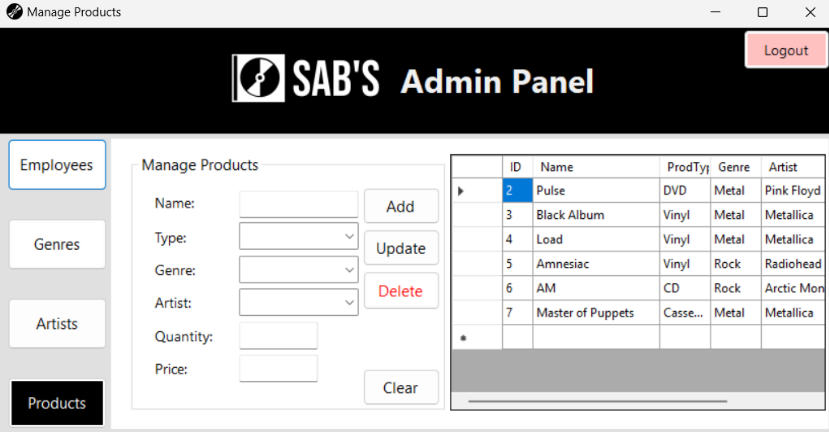 Manage Products
Logout
SAB'S Admin Panel
Employees
Genres
Artists
Products
Manage Products
Name:
Type:
Genre:
Artist:
Quantity:
Price:
Add
Update
Delete
Clear
ID Name ProdTyp Genre Artist
2 Pulse DVD Metal Pink Floyd
3 Black Album Vinyl Metal Metallica
4 Load Vinyl Metal Metallica
5 Amnesiac Vinyl Rock Radiohead
6 AM CD Rock Arctic Mon
7 Master of Puppets Casse... Metal Metallica